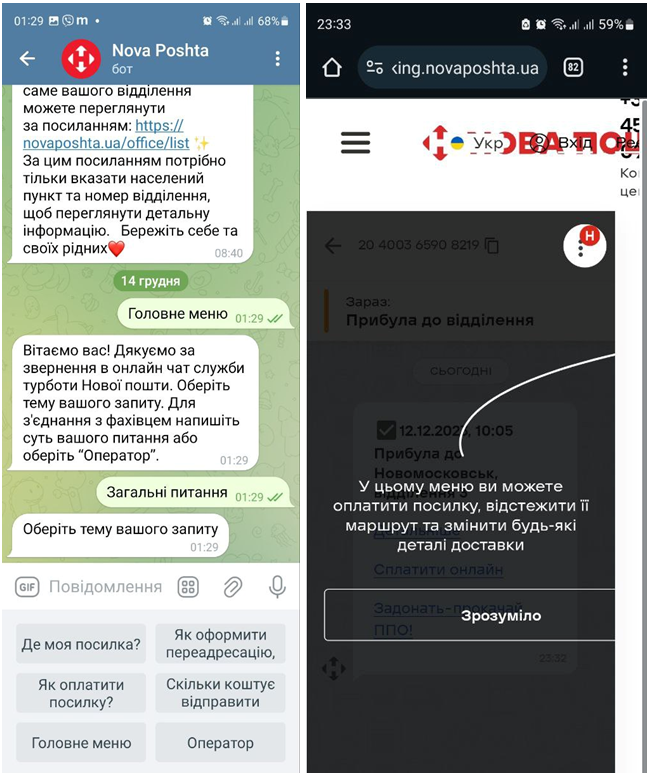 01:29
68%
Nova Poshta
бот
саме вашого відділення
можете переглянути
за посиланням: https://
novaposhta.ua/office/list ✨
За цим посиланням потрібно
тільки вказати населений
пункт та номер відділення,
щоб переглянути детальну
інформацію. Бережіть себе та
своїх рідних❤️
08:40
14 грудня
Головне меню 01:29
Вітаємо вас! Дякуємо за
звернення в онлайн чат служби
турботи Нової пошти. Оберіть
тему вашого запиту. Для
з'єднання з фахівцем напишіть
суть вашого питання або
оберіть “Оператор”.
01:29
Загальні питання 01:29
Оберіть тему вашого запиту
01:29
GIF Повідомлення
Де моя посилка?
Як оформити
переадресацію,
Як оплатити
посилку?
Скільки коштує
відправити
Головне меню
Оператор
23:33
59%
king.novaposhta.ua
82
Укр
ОВА ПОШ
Вхід
Ко
це
20 4003 6590 8219
H
Зараз:
Прибула до відділення
СЬОГОДНІ
12.12.202 , 10:05
Прибула до
Новомосковськ,
відділення 3
У цьому меню ви можете
оплатити посилку, відстежити її
маршрут та змінити будь-які
деталі доставки
Сплатити онлайн
Зрозуміло
Задонать-прокачай
ППО!
23:32